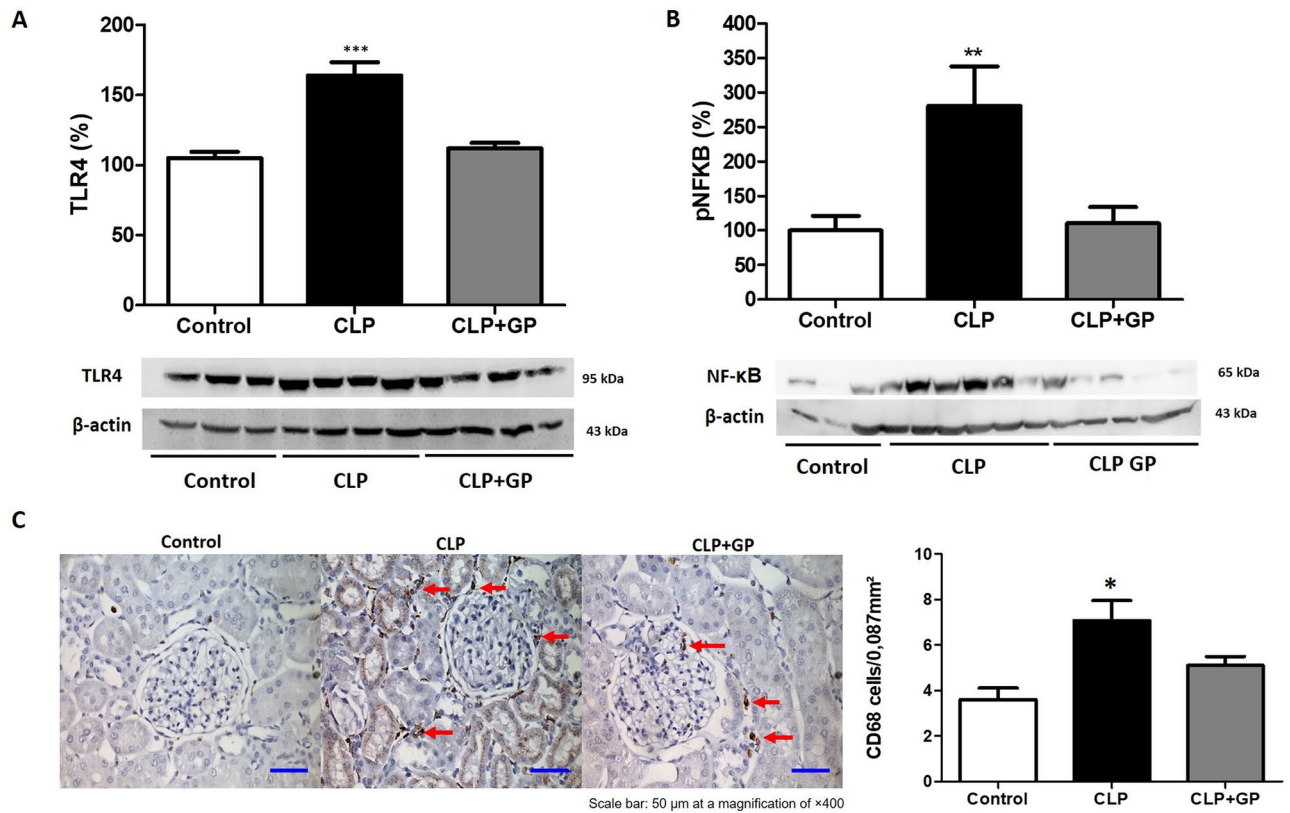 A
TLR4 (%)
200
150
100
50
0
***
Control CLP CLP+GP
TLR4 95 kDa
β-actin 43 kDa
Control CLP CLP+GP
B
pNFKB (%)
400
350
300
250
200
150
100
50
0
**
Control CLP CLP+GP
NF-κB 65 kDa
β-actin 43 kDa
Control CLP CLP GP
C
Control CLP CLP+GP
Scale bar: 50 µm at a magnification of ×400
CD68 cells/0,087mm²
10
8
6
4
2
0
*
Control CLP CLP+GP